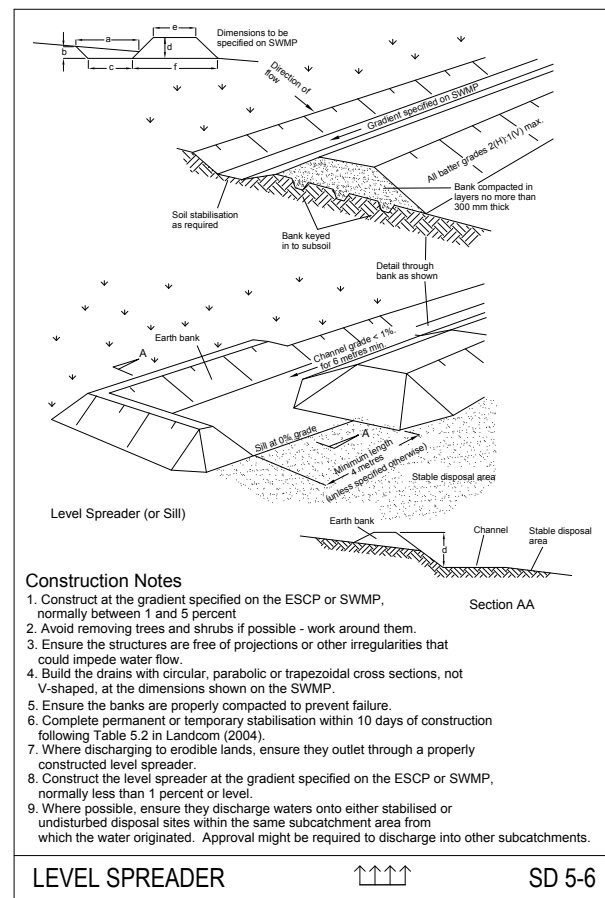 e
a
b
d
c
f
Dimensions to be
specified on SWMP
Direction of
flow
Gradient specified on SWMP
All batter grades 2(H):1(V) max.
Bank compacted in
layers no more than
300 mm thick
Soil stabilisation
as required
Bank keyed
in to subsoil
Detail through
bank as shown
Earth bank
A
Channel grade < 1%.
for 6 metres min.
Sill at 0% grade
A
Minimum length
4 metres
(unless specified otherwise)
Stable disposal area
Level Spreader (or Sill)
Earth bank
d
Channel
Stable disposal
area
Section AA
Construction Notes
1. Construct at the gradient specified on the ESCP or SWMP,
normally between 1 and 5 percent
2. Avoid removing trees and shrubs if possible - work around them.
3. Ensure the structures are free of projections or other irregularities that
could impede water flow.
4. Build the drains with circular, parabolic or trapezoidal cross sections, not
V-shaped, at the dimensions shown on the SWMP.
5. Ensure the banks are properly compacted to prevent failure.
6. Complete permanent or temporary stabilisation within 10 days of construction
following Table 5.2 in Landcom (2004).
7. Where discharging to erodible lands, ensure they outlet through a properly
constructed level spreader.
8. Construct the level spreader at the gradient specified on the ESCP or SWMP,
normally less than 1 percent or level.
9. Where possible, ensure they discharge waters onto either stabilised or
undisturbed disposal sites within the same subcatchment area from
which the water originated. Approval might be required to discharge into other subcatchments.
LEVEL SPREADER
SD 5-6